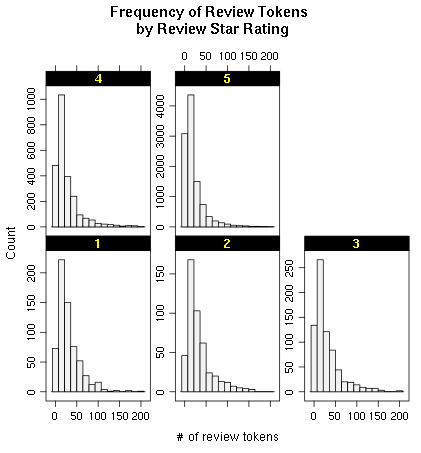 Frequency of Review Tokens
by Review Star Rating
0 50 100 150 200
4 5
0 200 400 600 800 1000
0 1000 2000 3000 4000
Count
1 2 3
0 50 100 150 200
0 50 100 150
0 50 100 150 200 250
0 50 100 150 200
0 50 100 150 200
# of review tokens